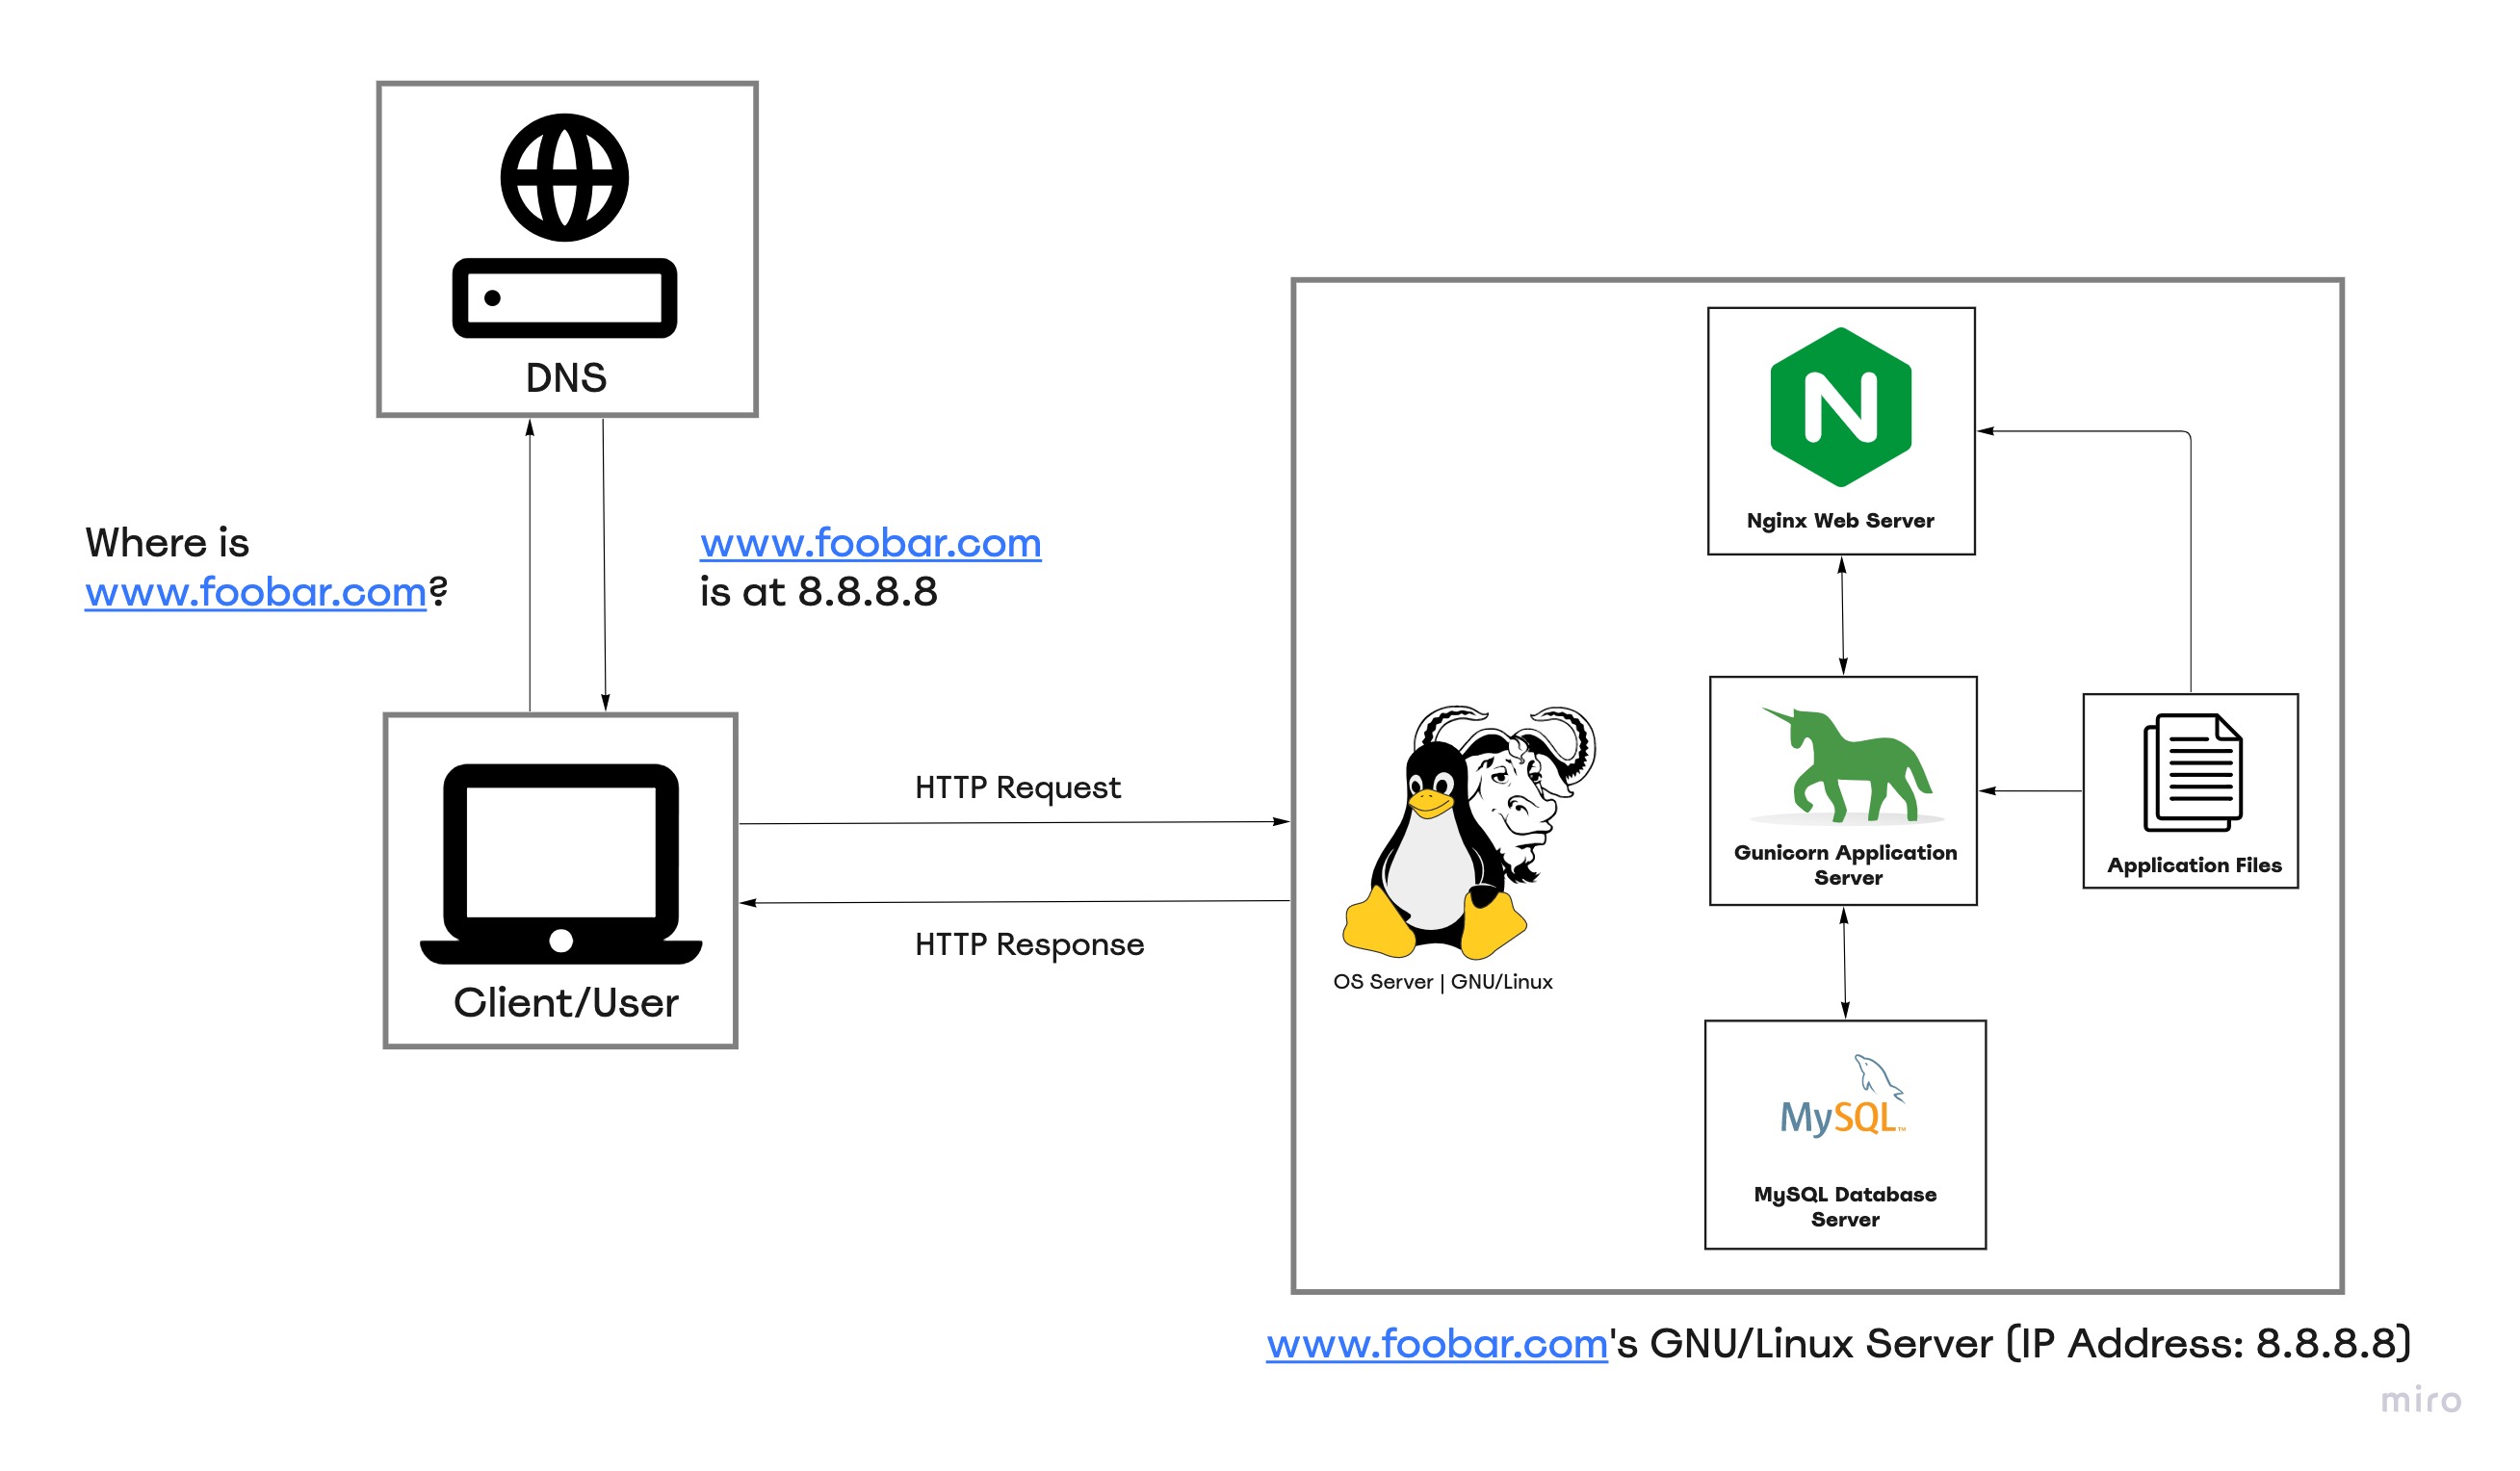 DNS
Where is
www.foobar.com?
www.foobar.com
is at 8.8.8.8
Client/User
HTTP Request
HTTP Response
OS Server | GNU/Linux
N
Nginx Web Server
Gunicorn Application
Server
Application Files
MySQL™
MySQL Database
Server
www.foobar.com's GNU/Linux Server (IP Address: 8.8.8.8)
miro